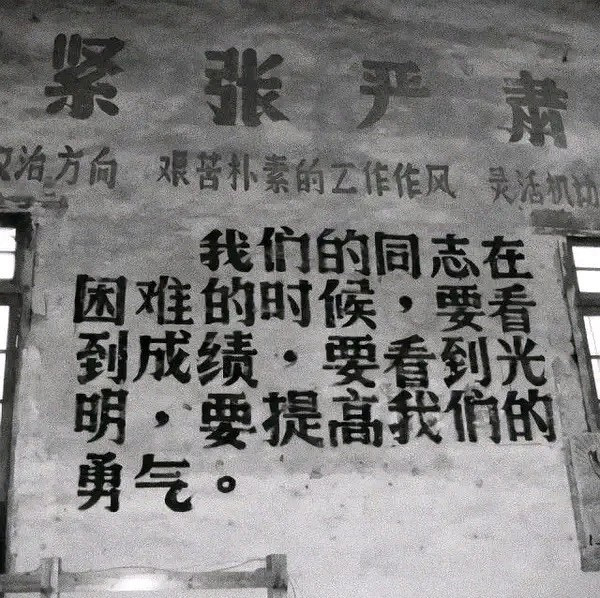 紧张严肃
治方向 艰苦朴素的工作作风 灵活机动
我们的同志在
困难的时候，要看
到成绩，要看到光
明，要提高我们的
勇气。